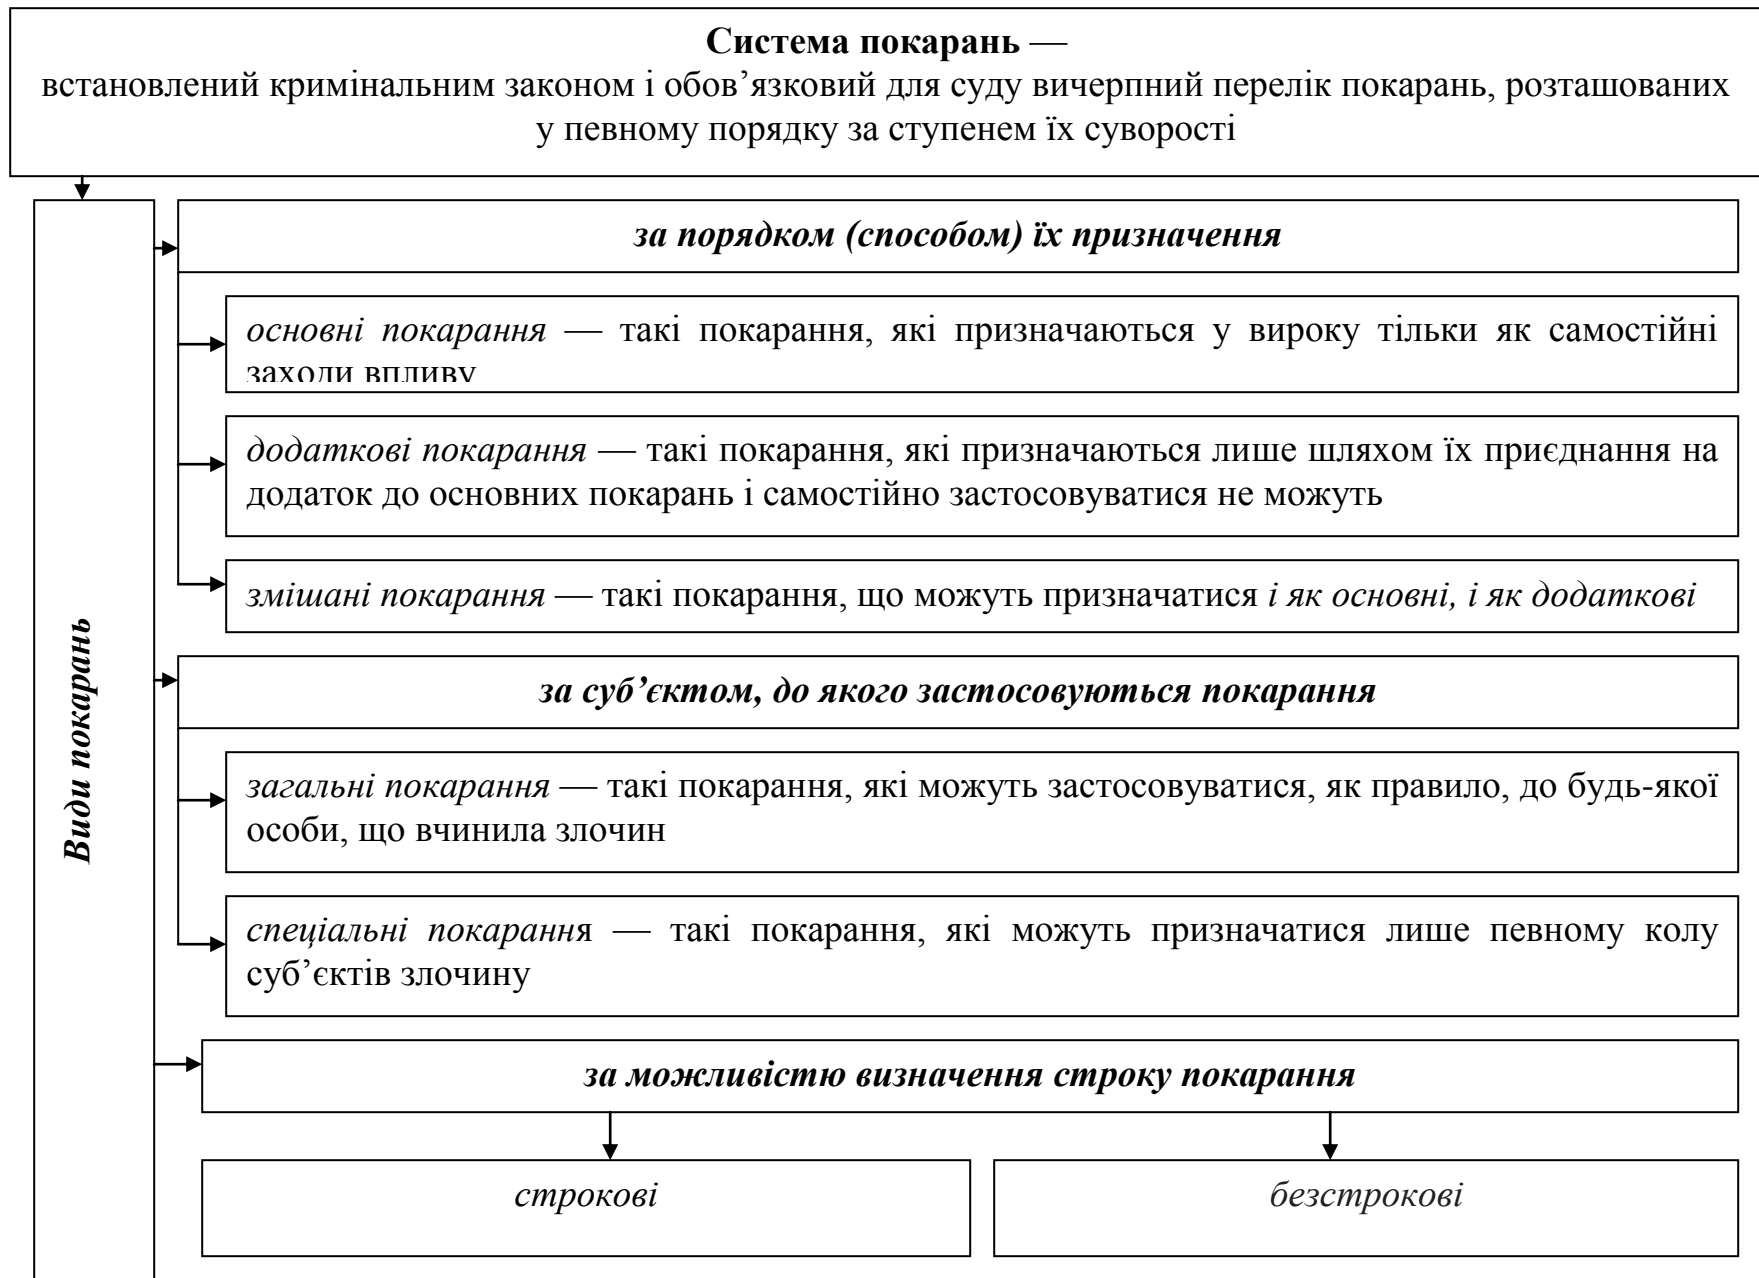 Система покарань —
встановлений кримінальним законом і обов’язковий для суду вичерпний перелік покарань, розташованих
у певному порядку за ступенем їх суворості
Види покарань
за порядком (способом) їх призначення
основні покарання — такі покарання, які призначаються у вироку тільки як самостійні
заходи впливу
додаткові покарання — такі покарання, які призначаються лише шляхом їх приєднання на
додаток до основних покарань і самостійно застосовуватися не можуть
змішані покарання — такі покарання, що можуть призначатися і як основні, і як додаткові
за суб’єктом, до якого застосовуються покарання
загальні покарання — такі покарання, які можуть застосовуватися, як правило, до будь-якої
особи, що вчинила злочин
спеціальні покарання — такі покарання, які можуть призначатися лише певному колу
суб’єктів злочину
за можливістю визначення строку покарання
строкові
безстрокові